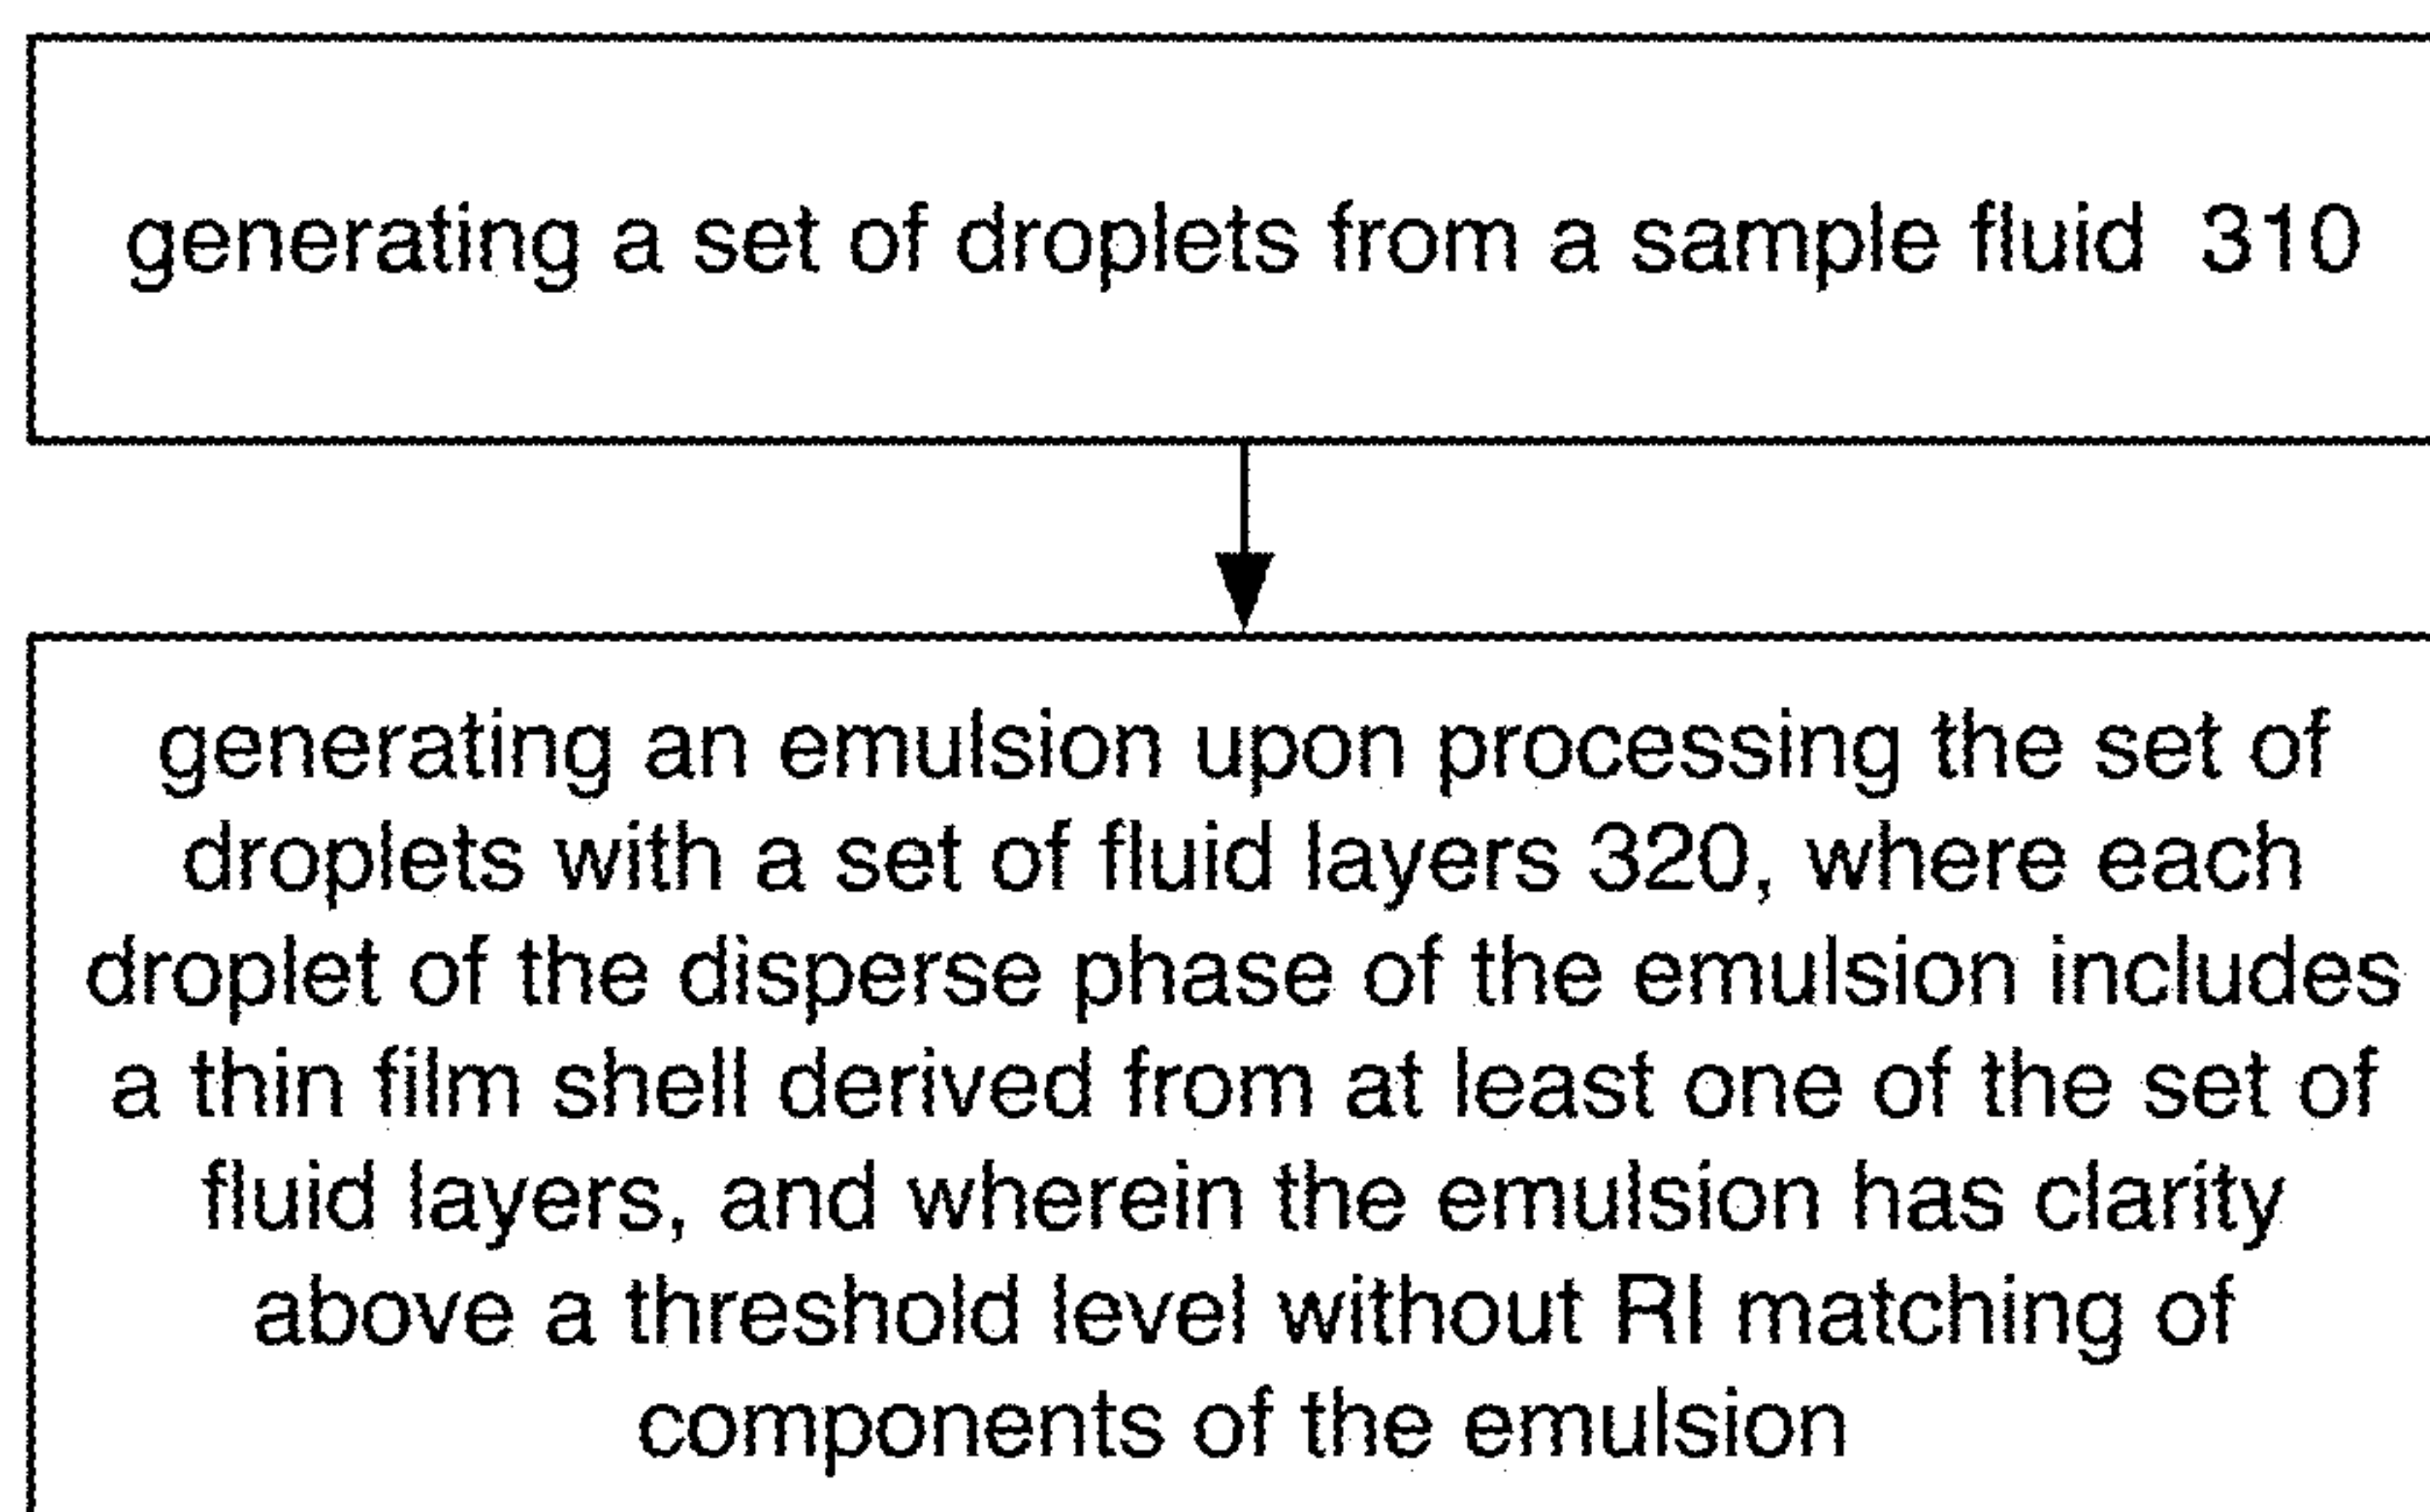 generating a set of droplets from a sample fluid 310
generating an emulsion upon processing the set of
droplets with a set of fluid layers 320, where each
droplet of the disperse phase of the emulsion includes
a thin film shell derived from at least one of the set of
fluid layers, and wherein the emulsion has clarity
above a threshold level without RI matching of
components of the emulsion